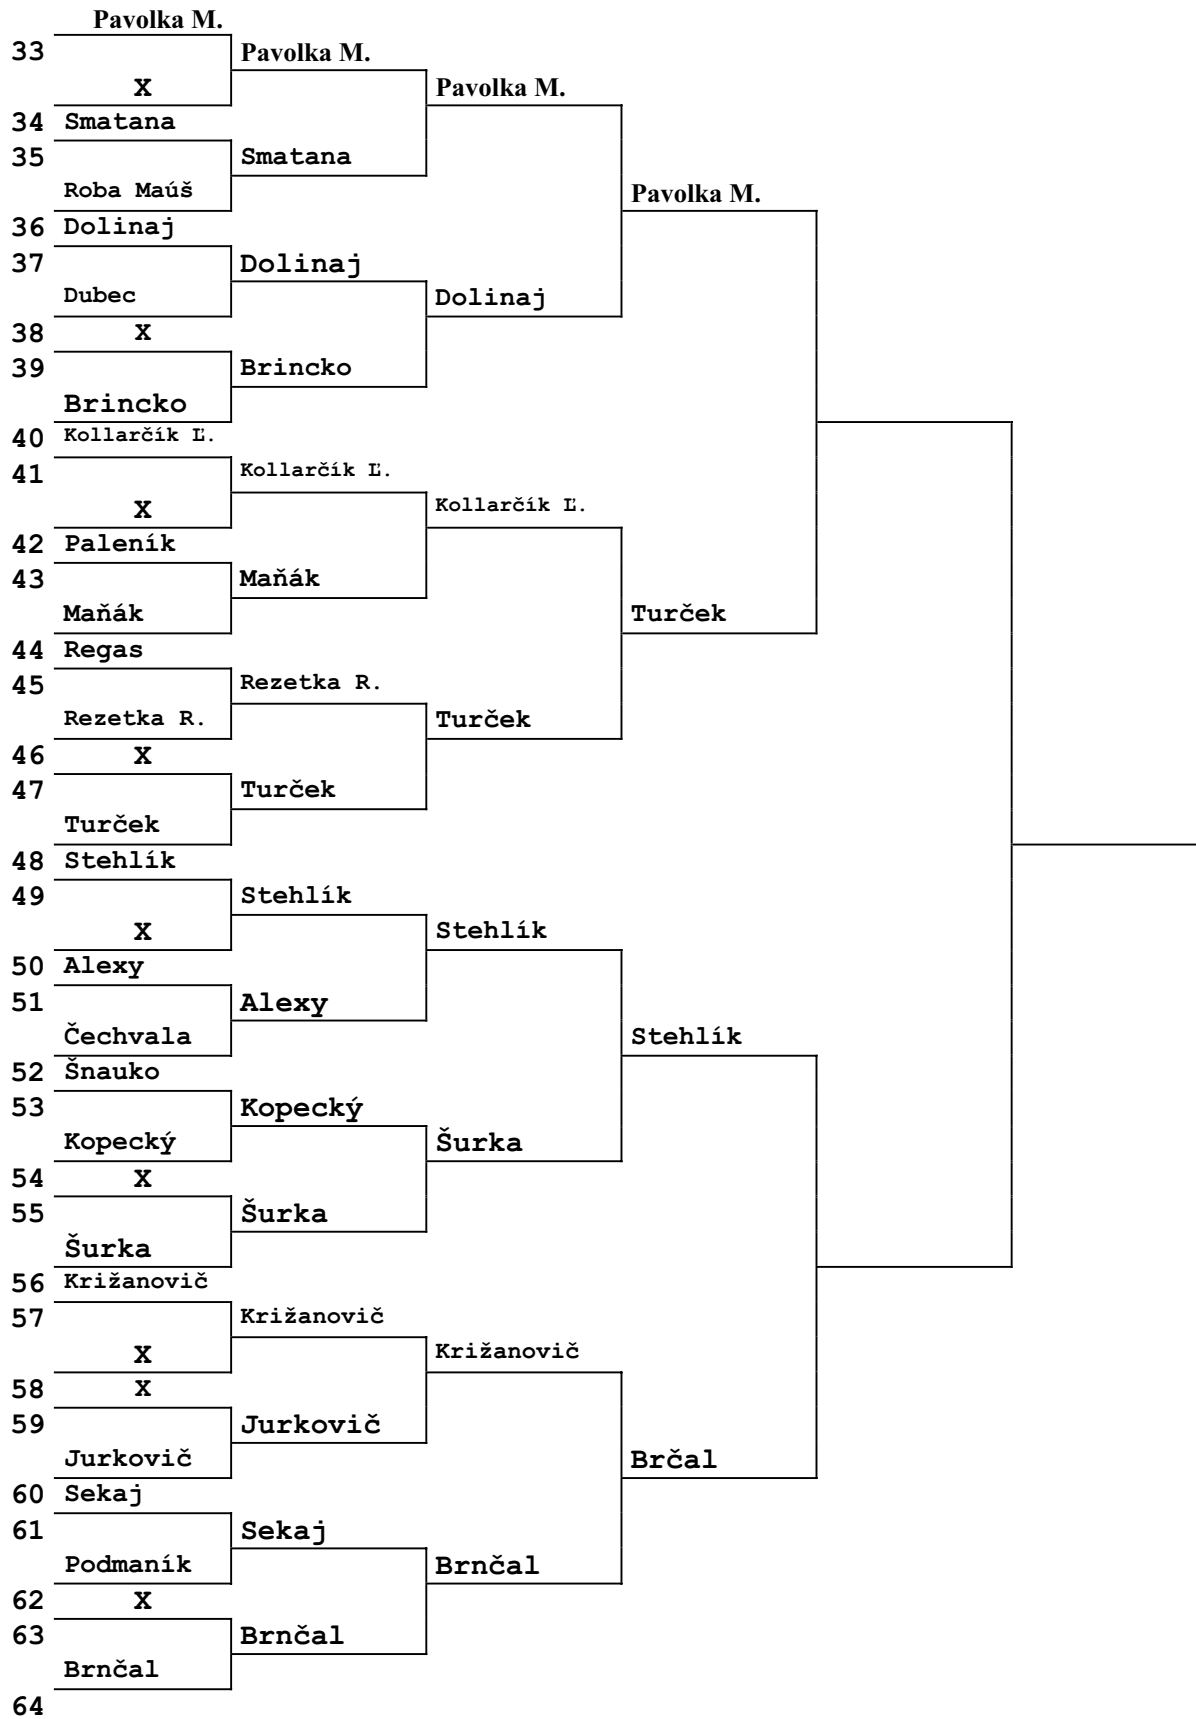 Pavolka M.
33 Pavolka M.
X Pavolka M.
34 Smatana
35 Smatana
Roba Maúš Pavolka M.
36 Dolinaj
37 Dolinaj
Dubec Dolinaj
38 X
39 Brincko
Brincko
40 Kollarčík Ľ.
41 Kollarčík Ľ.
X Kollarčík Ľ.
42 Paleník
43 Maňák
Maňák Turček
44 Regas
45 Rezetka R.
Rezetka R. Turček
46 X
47 Turček
Turček
48 Stehlík
49 Stehlík
X Stehlík
50 Alexy
51 Alexy
Čechvala Stehlík
52 Šnauko
53 Kopecký
Kopecký Šurka
54 X
55 Šurka
Šurka
56 Križanovič
57 Križanovič
X Križanovič
58 X
59 Jurkovič
Jurkovič Brčal
60 Sekaj
61 Sekaj
Podmaník Brnčal
62 X
63 Brnčal
Brnčal
64